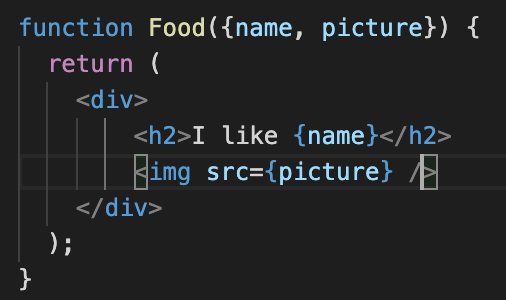 function Food({name, picture}) {
  return (
    <div>
        <h2>I like {name}</h2>
        <img src={picture} />
    </div>
  );
}